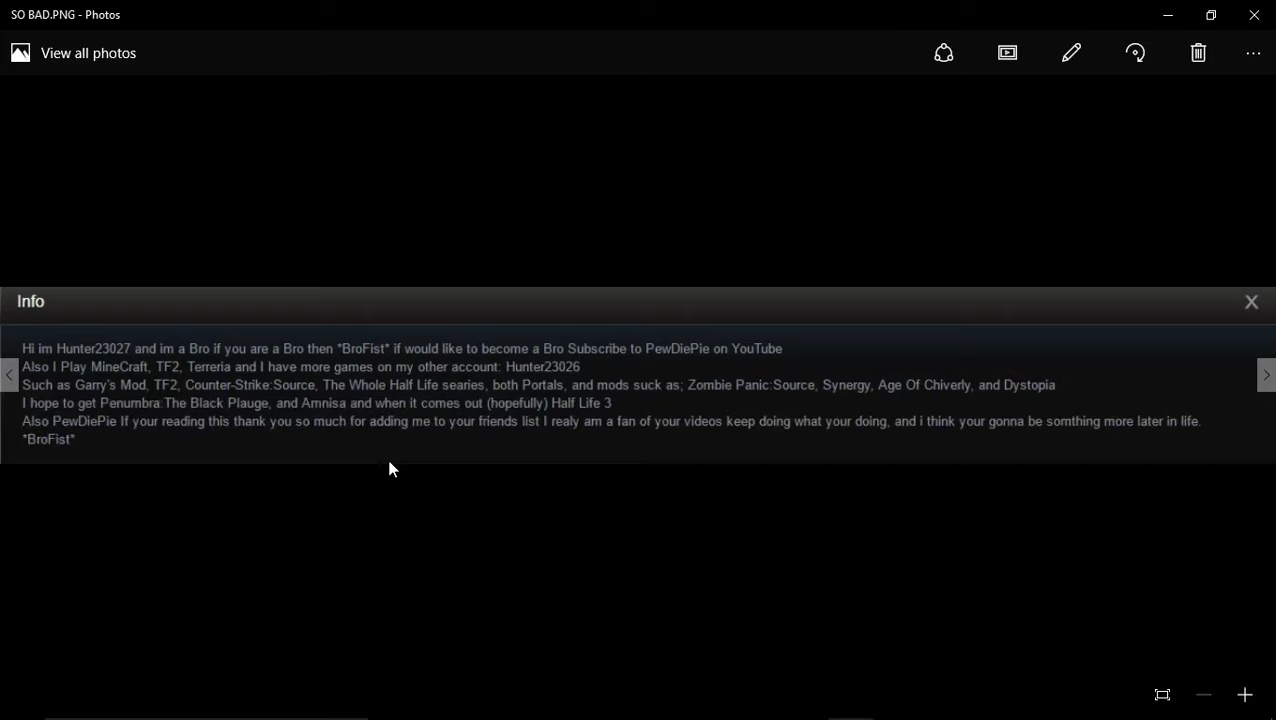 SO BAD.PNG - Photos
View all photos
Info
Hi im Hunter23027 and im a Bro if you are a Bro then *BroFist* if would like to become a Bro Subscribe to PewDiePie on YouTube
Also I Play MineCraft, TF2, Terreria and I have more games on my other account: Hunter23026
Such as Garry's Mod, TF2, Counter-Strike:Source, The Whole Half Life searies, both Portals, and mods suck as; Zombie Panic:Source, Synergy, Age Of Chiverly, and Dystopia
I hope to get Penumbra:The Black Plauge, and Amnisa and when it comes out (hopefully) Half Life 3
Also PewDiePie If your reading this thank you so much for adding me to your friends list I realy am a fan of your videos keep doing what your doing, and i think your gonna be somthing more later in life.
*BroFist*